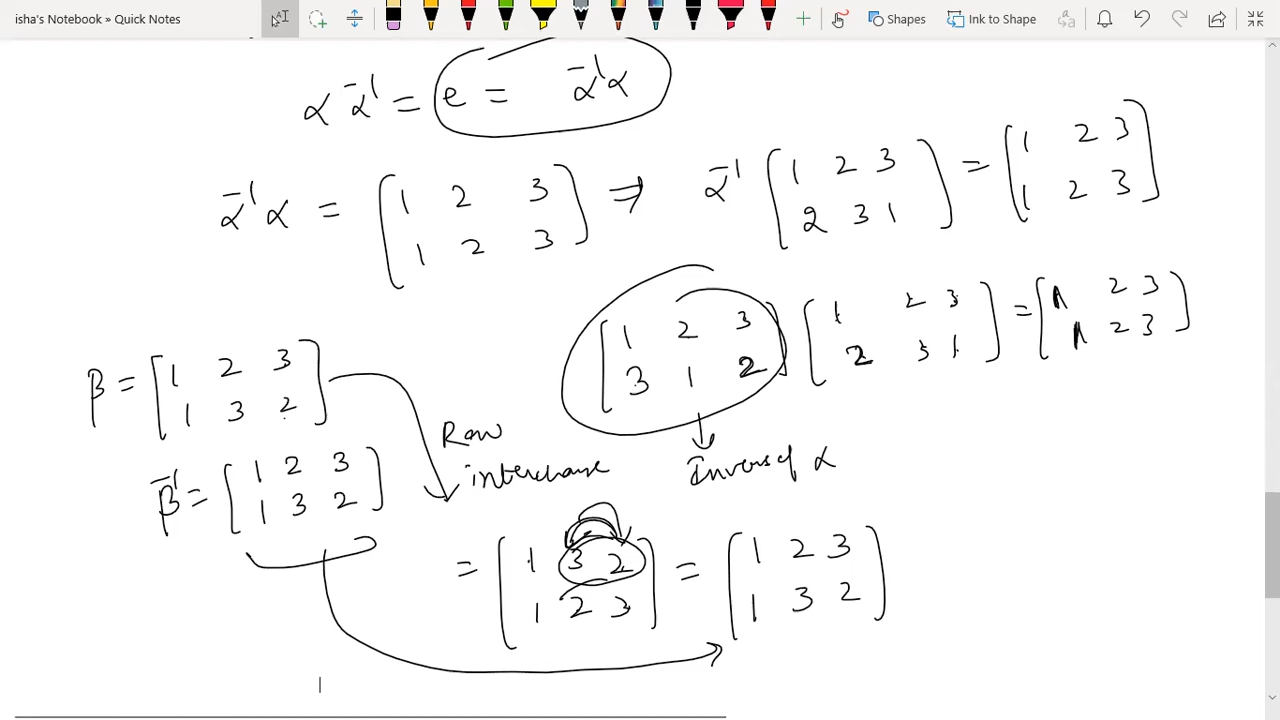 isha's Notebook » Quick Notes
Shapes Ink to Shape
α α⁻¹ = e = α⁻¹α
α⁻¹α = [1 2 3 ⇒ α⁻¹ [1 2 3 = [1 2 3
1 2 3] 2 3 1] 1 2 3]
[1 2 3 [1 2 3 = [1 2 3
3 1 2] 2 3 1] 1 2 3]
β = [1 2 3
1 3 2]
Raw
interchange
Inverse of α
β⁻¹ = [1 2 3
1 3 2]
= [1 3 2 = [1 2 3
1 2 3] 1 3 2]